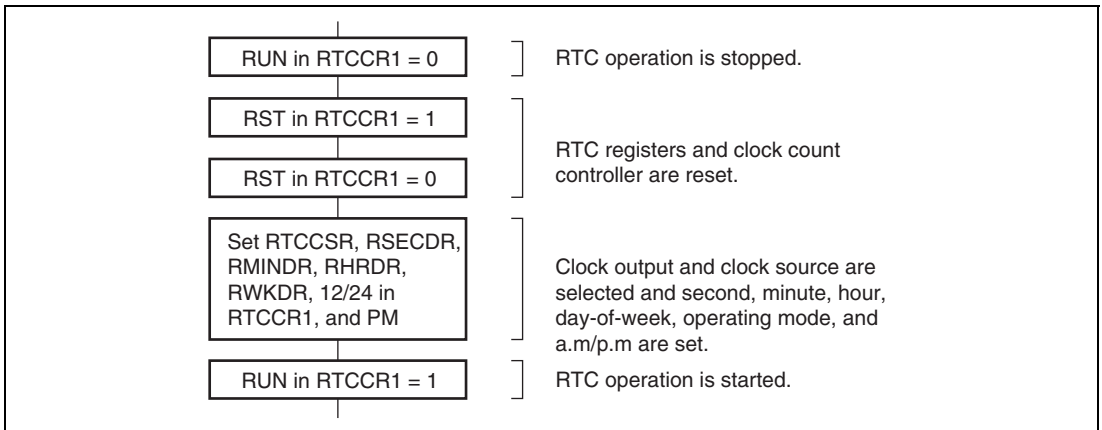 RUN in RTCCR1 = 0
RTC operation is stopped.
RST in RTCCR1 = 1
RST in RTCCR1 = 0
RTC registers and clock count
controller are reset.
Set RTCCSR, RSECDR,
RMINDR, RHRDR,
RWKDR, 12/24 in
RTCCR1, and PM
Clock output and clock source are
selected and second, minute, hour,
day-of-week, operating mode, and
a.m/p.m are set.
RUN in RTCCR1 = 1
RTC operation is started.